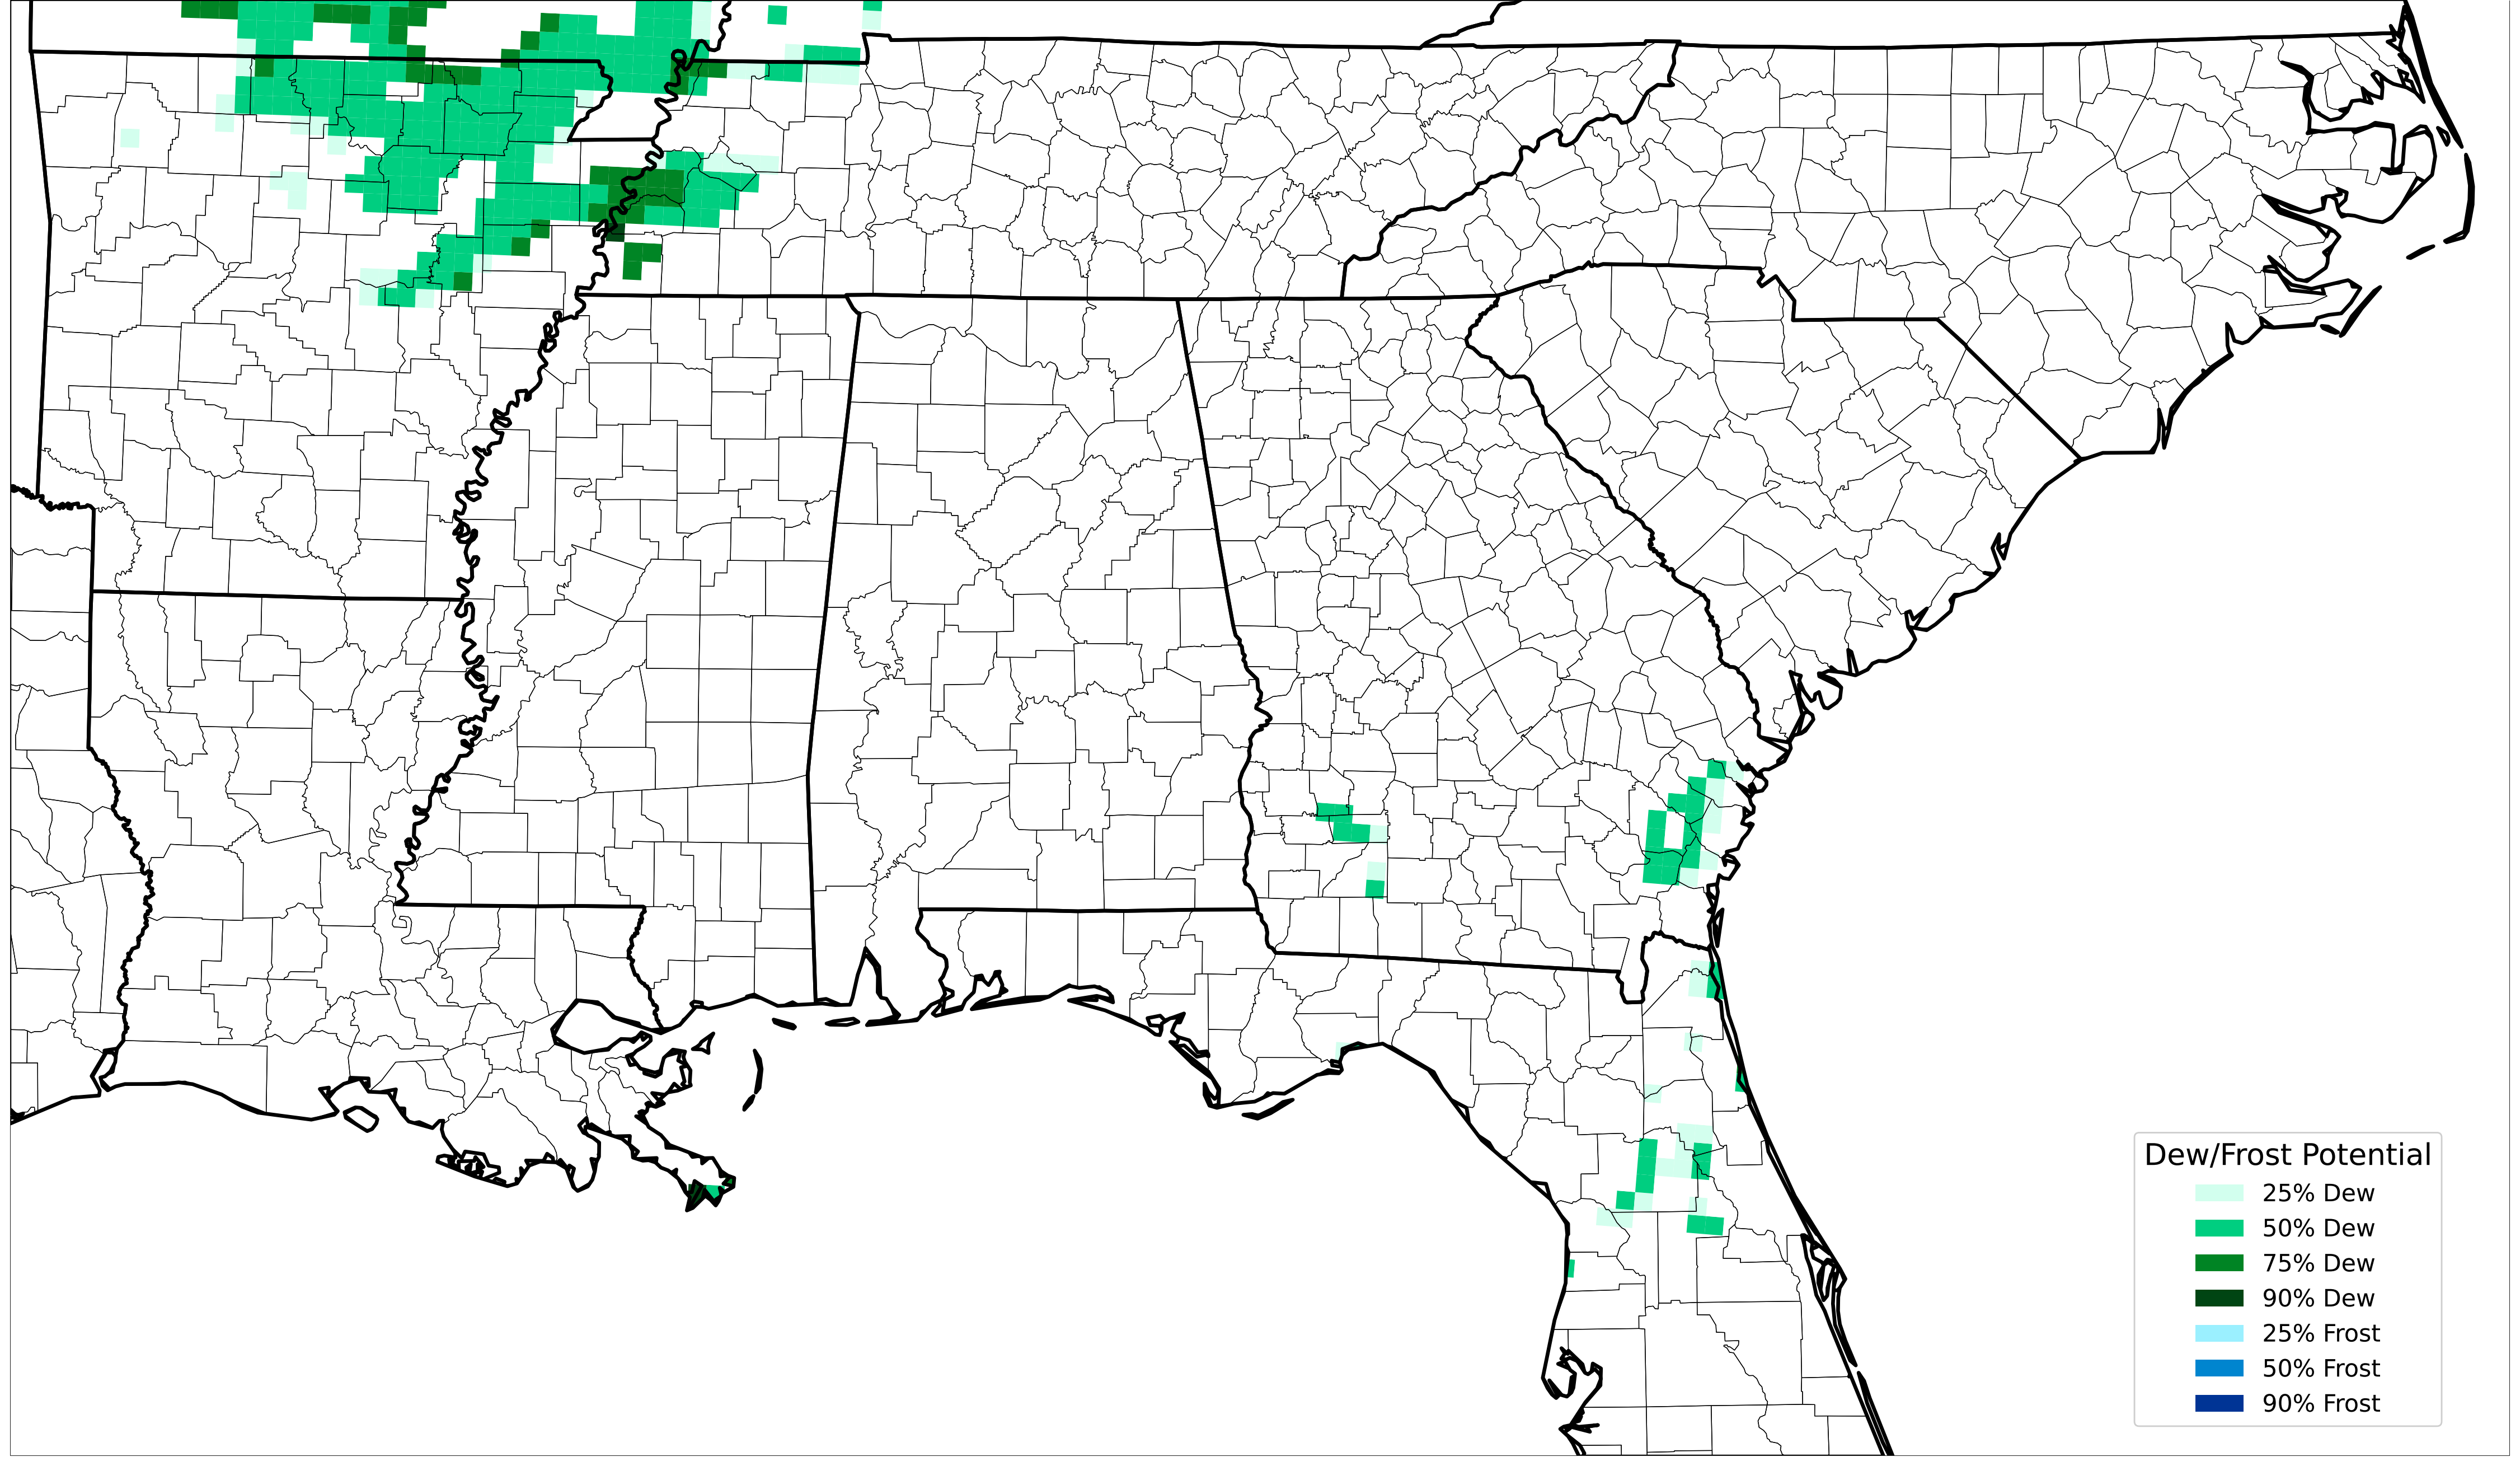 Dew/Frost Potential
25% Dew
50% Dew
75% Dew
90% Dew
25% Frost
50% Frost
90% Frost